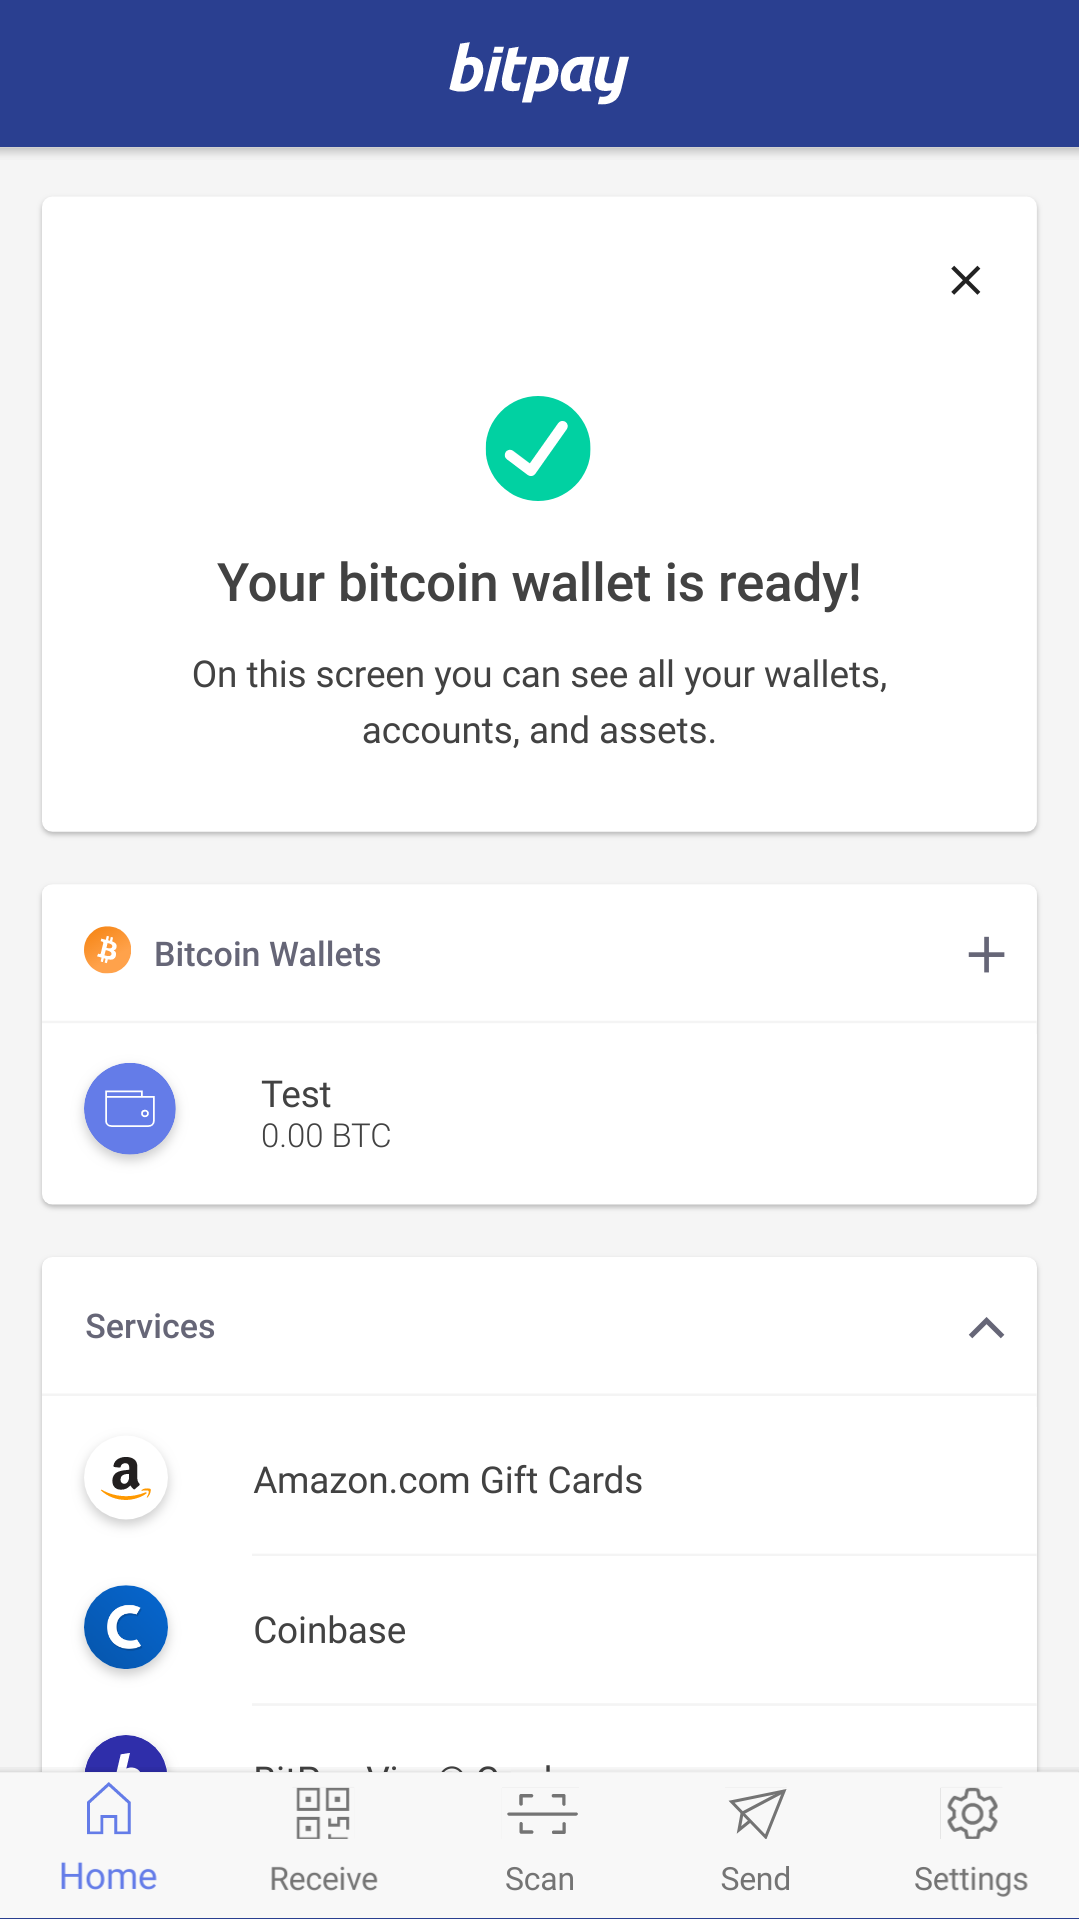 bitpay
Your bitcoin wallet is ready!
On this screen you can see all your wallets,
accounts, and assets.
Bitcoin Wallets
Test
0.00 BTC
Services
Amazon.com Gift Cards
Coinbase
Home
Receive
Scan
Send
Settings